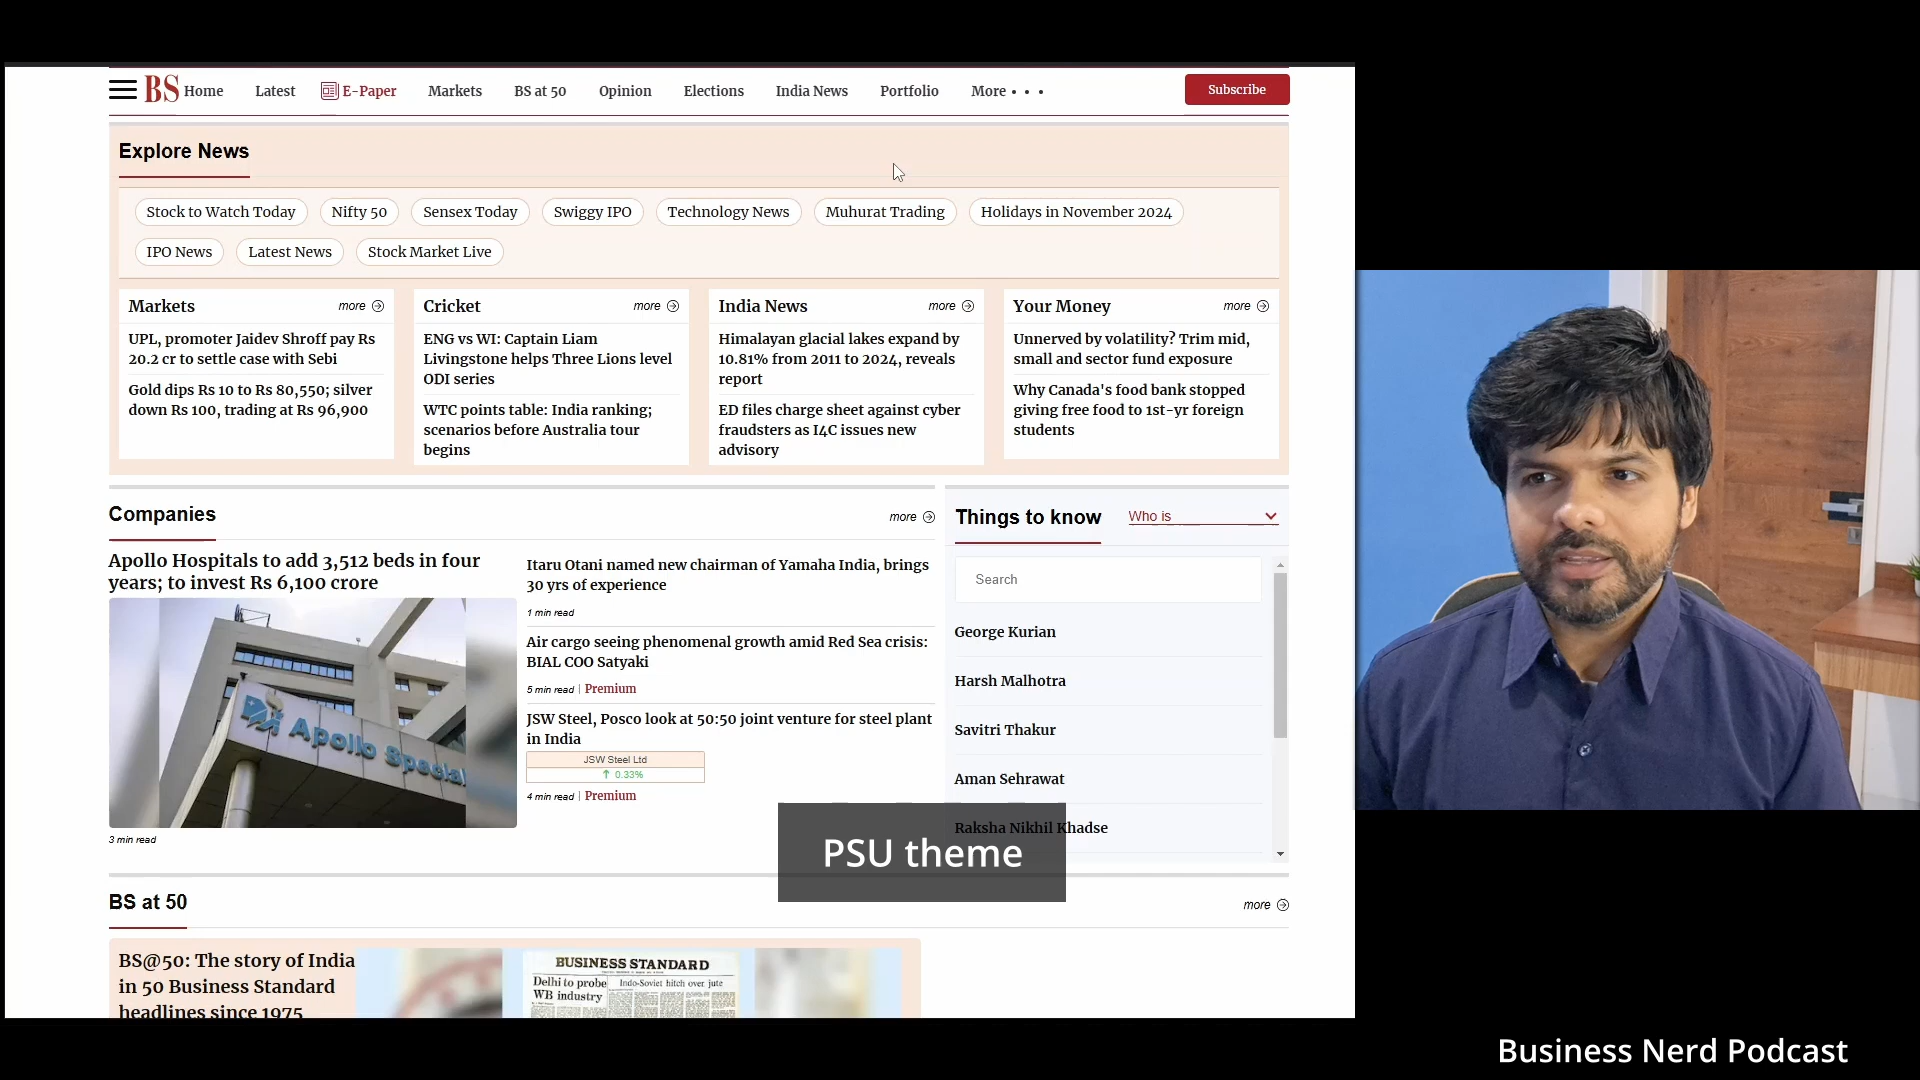 BS Home Latest E-Paper Markets BS at 50 Opinion Elections India News Portfolio More Subscribe
Explore News
Stock to Watch Today Nifty 50 Sensex Today Swiggy IPO Technology News Muhurat Trading Holidays in November 2024
IPO News Latest News Stock Market Live
Markets more
UPL, promoter Jaidev Shroff pay Rs
20.2 cr to settle case with Sebi
Gold dips Rs 10 to Rs 80,550; silver
down Rs 100, trading at Rs 96,900
Cricket more
ENG vs WI: Captain Liam
Livingstone helps Three Lions level
ODI series
WTC points table: India ranking;
scenarios before Australia tour
begins
India News more
Himalayan glacial lakes expand by
10.81% from 2011 to 2024, reveals
report
ED files charge sheet against cyber
fraudsters as I4C issues new
advisory
Your Money more
Unnerved by volatility? Trim mid,
small and sector fund exposure
Why Canada's food bank stopped
giving free food to 1st-yr foreign
students
Companies more
Apollo Hospitals to add 3,512 beds in four
years; to invest Rs 6,100 crore
Apollo Specia
3 min read
Itaru Otani named new chairman of Yamaha India, brings
30 yrs of experience
1 min read
Air cargo seeing phenomenal growth amid Red Sea crisis:
BIAL COO Satyaki
5 min read | Premium
JSW Steel, Posco look at 50:50 joint venture for steel plant
in India
JSW Steel Ltd
↑ 0.33%
4 min read | Premium
Things to know Who is
Search
George Kurian
Harsh Malhotra
Savitri Thakur
Aman Sehrawat
Raksha Nikhil Khadse
PSU theme
BS at 50 more
BS@50: The story of India
in 50 Business Standard
headlines since 1975
BUSINESS STANDARD
Delhi to probe
WB industry
Indo-Soviet hitch over jute
Business Nerd Podcast